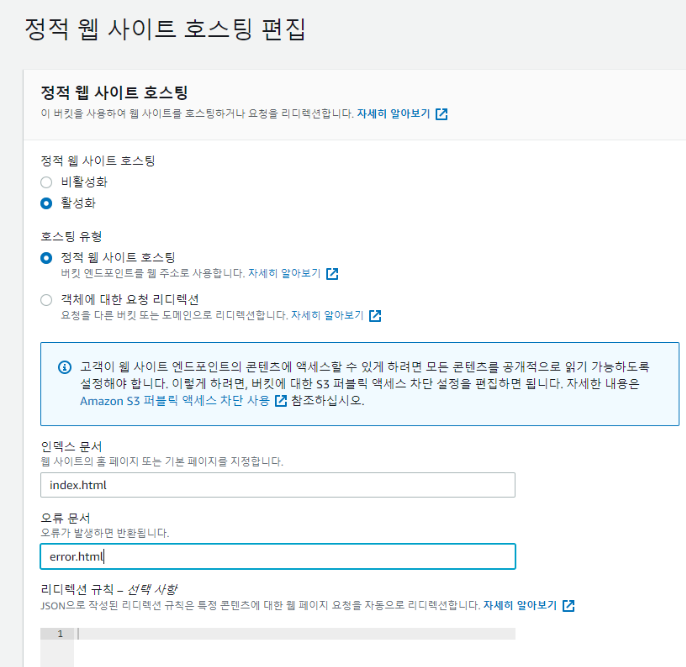 정적 웹 사이트 호스팅 편집
정적 웹 사이트 호스팅
이 버킷을 사용하여 웹 사이트를 호스팅하거나 요청을 리디렉션합니다. 자세히 알아보기
정적 웹 사이트 호스팅
비활성화
활성화
호스팅 유형
정적 웹 사이트 호스팅
버킷 엔드포인트를 웹 주소로 사용합니다. 자세히 알아보기
객체에 대한 요청 리디렉션
요청을 다른 버킷 또는 도메인으로 리디렉션합니다. 자세히 알아보기
고객이 웹 사이트 엔드포인트의 콘텐츠에 액세스할 수 있게 하려면 모든 콘텐츠를 공개적으로 읽기 가능하도록
설정해야 합니다. 이렇게 하려면, 버킷에 대한 S3 퍼블릭 액세스 차단 설정을 편집하면 됩니다. 자세한 내용은
Amazon S3 퍼블릭 액세스 차단 사용 참조하십시오.
인덱스 문서
웹 사이트의 홈 페이지 또는 기본 페이지를 지정합니다.
index.html
오류 문서
오류가 발생하면 반환됩니다.
error.html
리디렉션 규칙 – 선택 사항
JSON으로 작성된 리디렉션 규칙은 특정 콘텐츠에 대한 웹 페이지 요청을 자동으로 리디렉션합니다. 자세히 알아보기
1